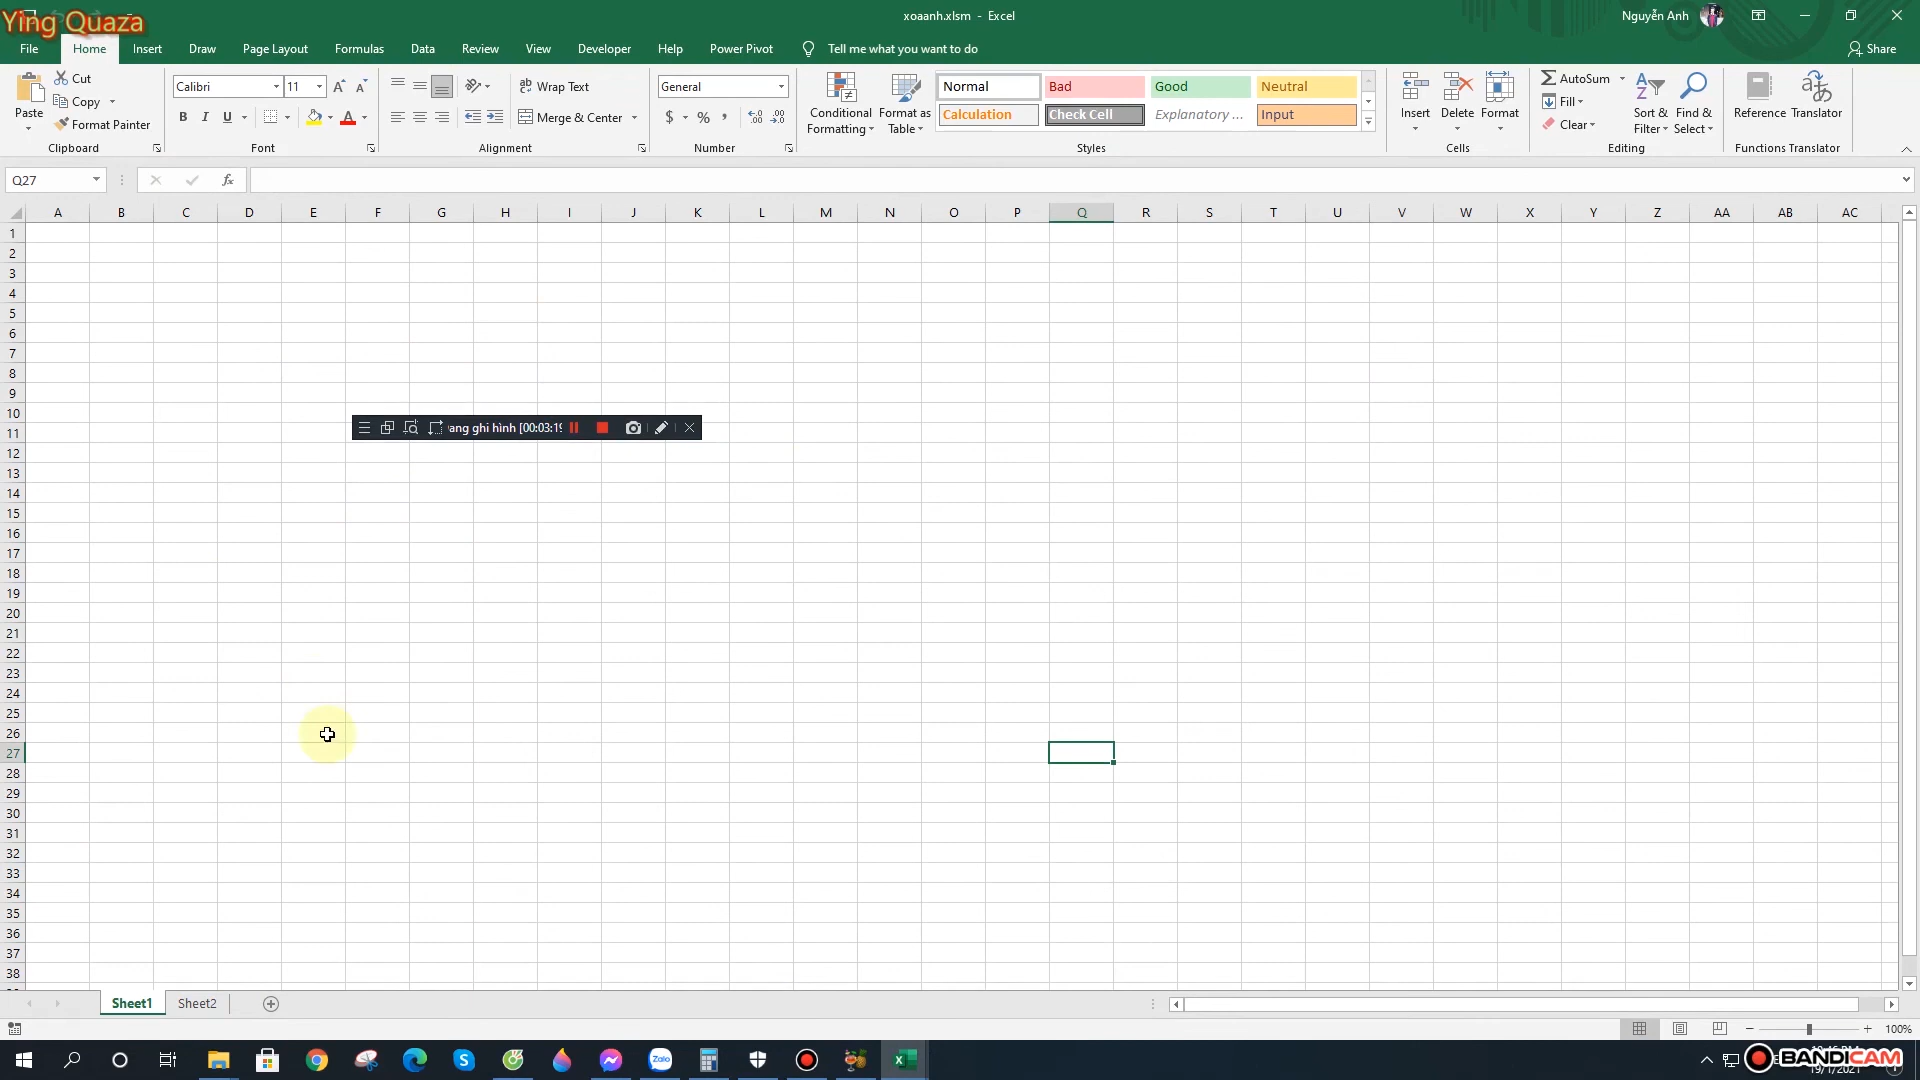 Ying Quaza
xoaanh.xlsm - Excel
Nguyễn Anh
File Home Insert Draw Page Layout Formulas Data Review View Developer Help Power Pivot Tell me what you want to do Share
Cut
Copy
Format Painter
Paste
Clipboard
Calibri 11
B I U
Font
Wrap Text
Merge & Center
Alignment
General
$ % ,
Number
Conditional Formatting
Format as Table
Normal Bad Good Neutral
Calculation Check Cell Explanatory ... Input
Styles
Insert Delete Format
Cells
AutoSum
Fill
Clear
Sort & Filter
Find & Select
Editing
Reference Translator
Functions Translator
Q27
fx
A B C D E F G H I J K L M N O P Q R S T U V W X Y Z AA AB AC
1
2
3
4
5
6
7
8
9
10
11
12
13
14
15
16
17
18
19
20
21
22
23
24
25
26
27
28
29
30
31
32
33
34
35
36
37
38
ang ghi hình [00:03:19
Sheet1 Sheet2
100%
Zalo
BANDICAM
19/1/2021